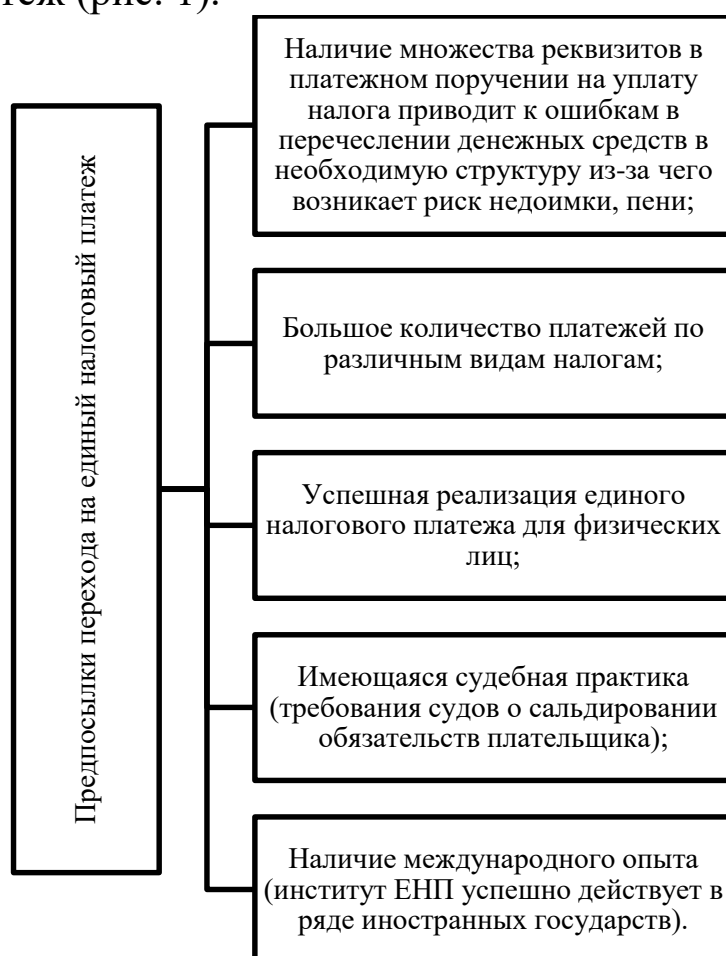 теж (рис. 1).
Предпосылки перехода на единый налоговый платеж
Наличие множества реквизитов в
платежном поручении на уплату
налога приводит к ошибкам в
перечеслении денежных средств в
необходимую структуру из-за чего
возникает риск недоимки, пени;
Большое количество платежей по
различным видам налогам;
Успешная реализация единого
налогового платежа для физических
лиц;
Имеющаяся судебная практика
(требования судов о сальдировании
обязательств плательщика);
Наличие международного опыта
(институт ЕНП успешно действует в
ряде иностранных государств).